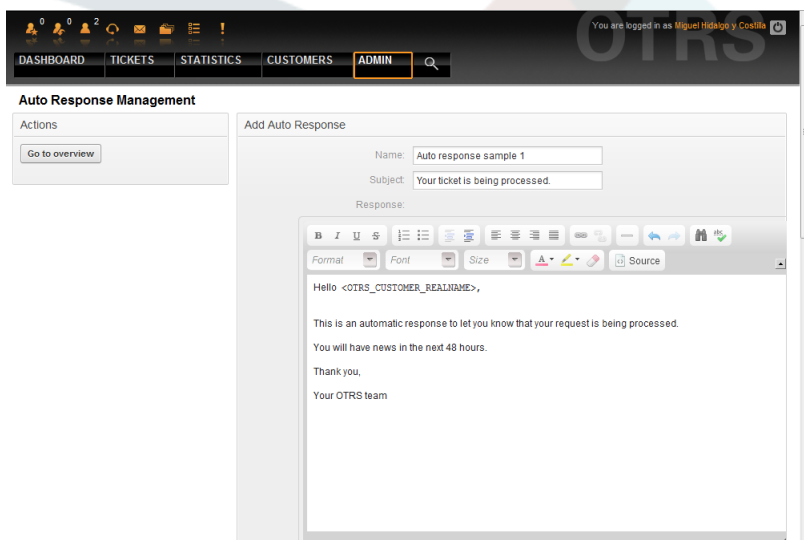 0 0 2
You are logged in as Miguel Hidalgo y Costilla
OTRS
DASHBOARD TICKETS STATISTICS CUSTOMERS ADMIN
Auto Response Management
Actions
Go to overview
Add Auto Response
Name: Auto response sample 1
Subject: Your ticket is being processed.
Response:
B I U S
Format Font Size A Source
Hello <OTRS_CUSTOMER_REALNAME>,
This is an automatic response to let you know that your request is being processed.
You will have news in the next 48 hours.
Thank you,
Your OTRS team